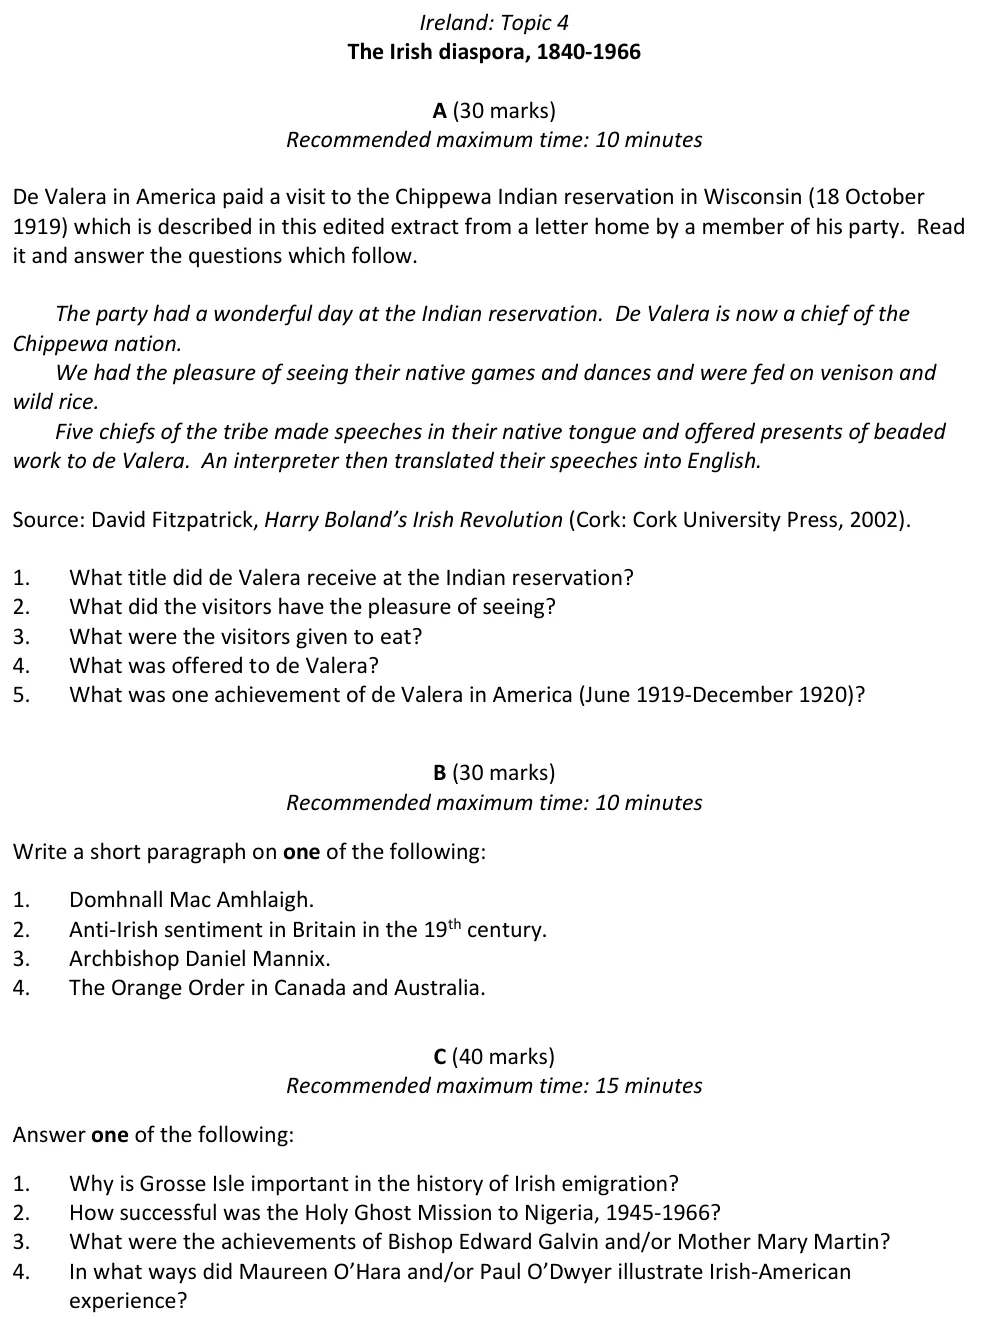 Ireland: Topic 4
The Irish diaspora, 1840-1966
A (30 marks)
Recommended maximum time: 10 minutes
De Valera in America paid a visit to the Chippewa Indian reservation in Wisconsin (18 October
1919) which is described in this edited extract from a letter home by a member of his party.  Read
it and answer the questions which follow.
The party had a wonderful day at the Indian reservation.  De Valera is now a chief of the
Chippewa nation.
We had the pleasure of seeing their native games and dances and were fed on venison and
wild rice.
Five chiefs of the tribe made speeches in their native tongue and offered presents of beaded
work to de Valera.  An interpreter then translated their speeches into English.
Source: David Fitzpatrick, Harry Boland’s Irish Revolution (Cork: Cork University Press, 2002).
1. What title did de Valera receive at the Indian reservation?
2. What did the visitors have the pleasure of seeing?
3. What were the visitors given to eat?
4. What was offered to de Valera?
5. What was one achievement of de Valera in America (June 1919-December 1920)?
B (30 marks)
Recommended maximum time: 10 minutes
Write a short paragraph on one of the following:
1. Domhnall Mac Amhlaigh.
2. Anti-Irish sentiment in Britain in the 19th century.
3. Archbishop Daniel Mannix.
4. The Orange Order in Canada and Australia.
C (40 marks)
Recommended maximum time: 15 minutes
Answer one of the following:
1. Why is Grosse Isle important in the history of Irish emigration?
2. How successful was the Holy Ghost Mission to Nigeria, 1945-1966?
3. What were the achievements of Bishop Edward Galvin and/or Mother Mary Martin?
4. In what ways did Maureen O’Hara and/or Paul O’Dwyer illustrate Irish-American
experience?